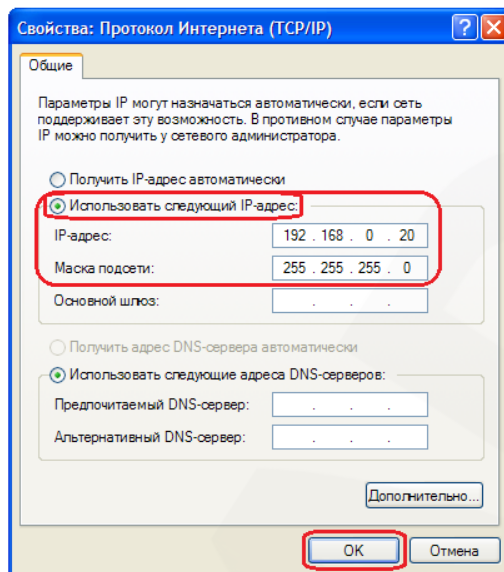 Свойства: Протокол Интернета (TCP/IP)
Общие
Параметры IP могут назначаться автоматически, если сеть
поддерживает эту возможность. В противном случае параметры
IP можно получить у сетевого администратора.
Получить IP-адрес автоматически
Использовать следующий IP-адрес:
IP-адрес: 192 . 168 . 0 . 20
Маска подсети: 255 . 255 . 255 . 0
Основной шлюз: . . .
Получить адрес DNS-сервера автоматически
Использовать следующие адреса DNS-серверов:
Предпочитаемый DNS-сервер: . . .
Альтернативный DNS-сервер: . . .
Дополнительно...
OK Отмена